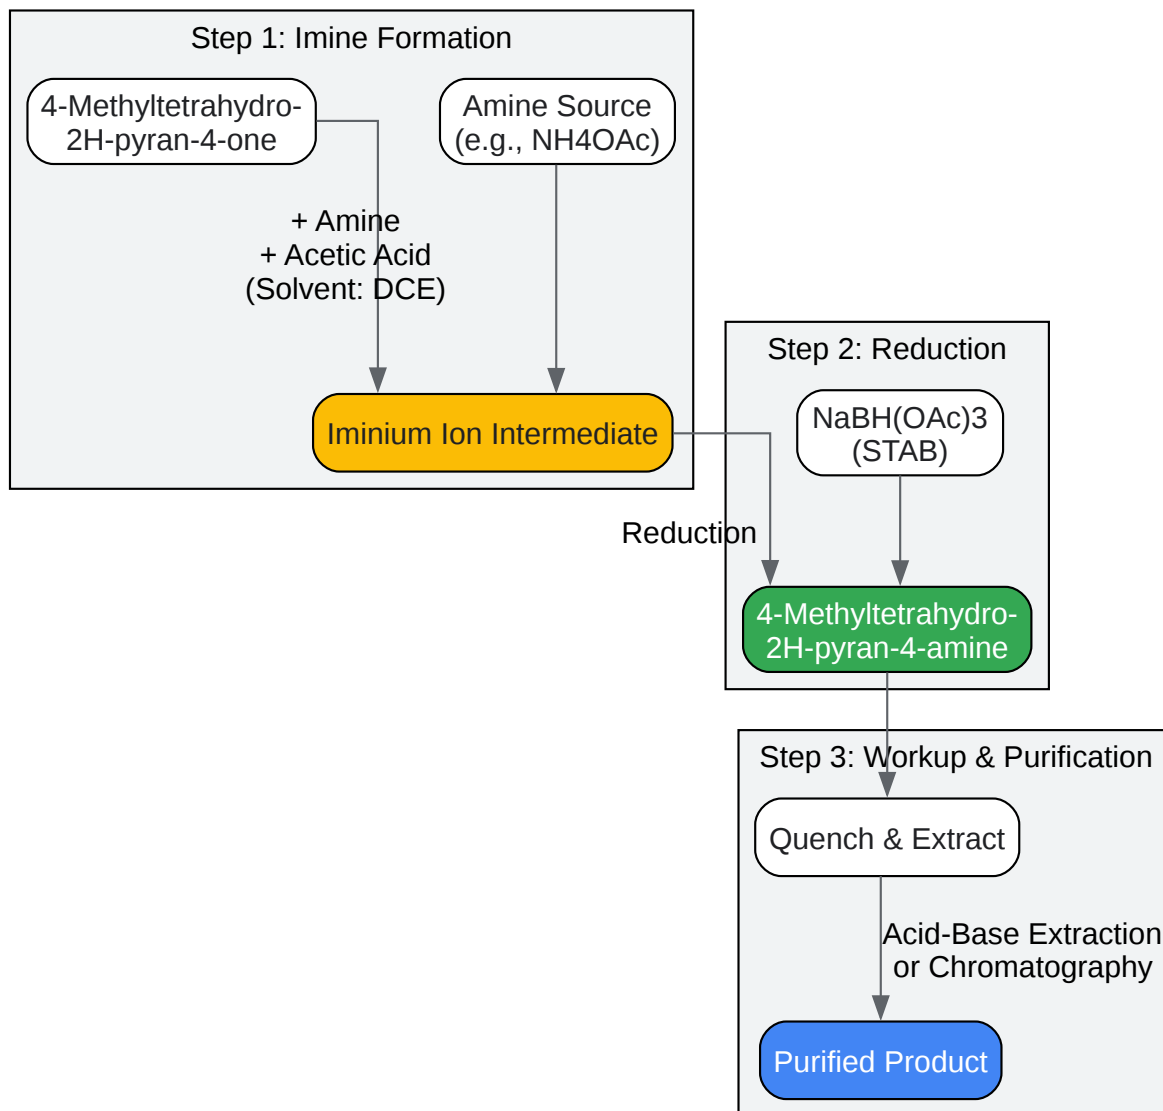 Step 1: Imine Formation
4-Methyltetrahydro-
2H-pyran-4-one
Amine Source
(e.g., NH4OAc)
+ Amine
+ Acetic Acid
(Solvent: DCE)
Iminium Ion Intermediate
Step 2: Reduction
NaBH(OAc)3
(STAB)
Reduction
4-Methyltetrahydro-
2H-pyran-4-amine
Step 3: Workup & Purification
Quench & Extract
Acid-Base Extraction
or Chromatography
Purified Product